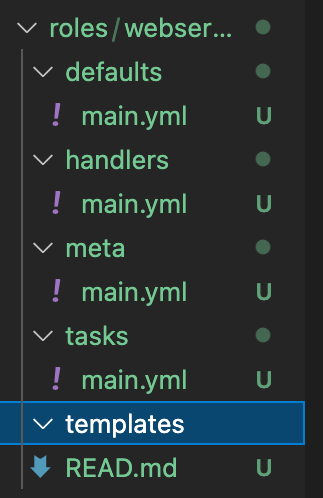 roles/webser...
defaults
! main.yml U
handlers
! main.yml U
meta
! main.yml U
tasks
! main.yml U
templates
READ.md U